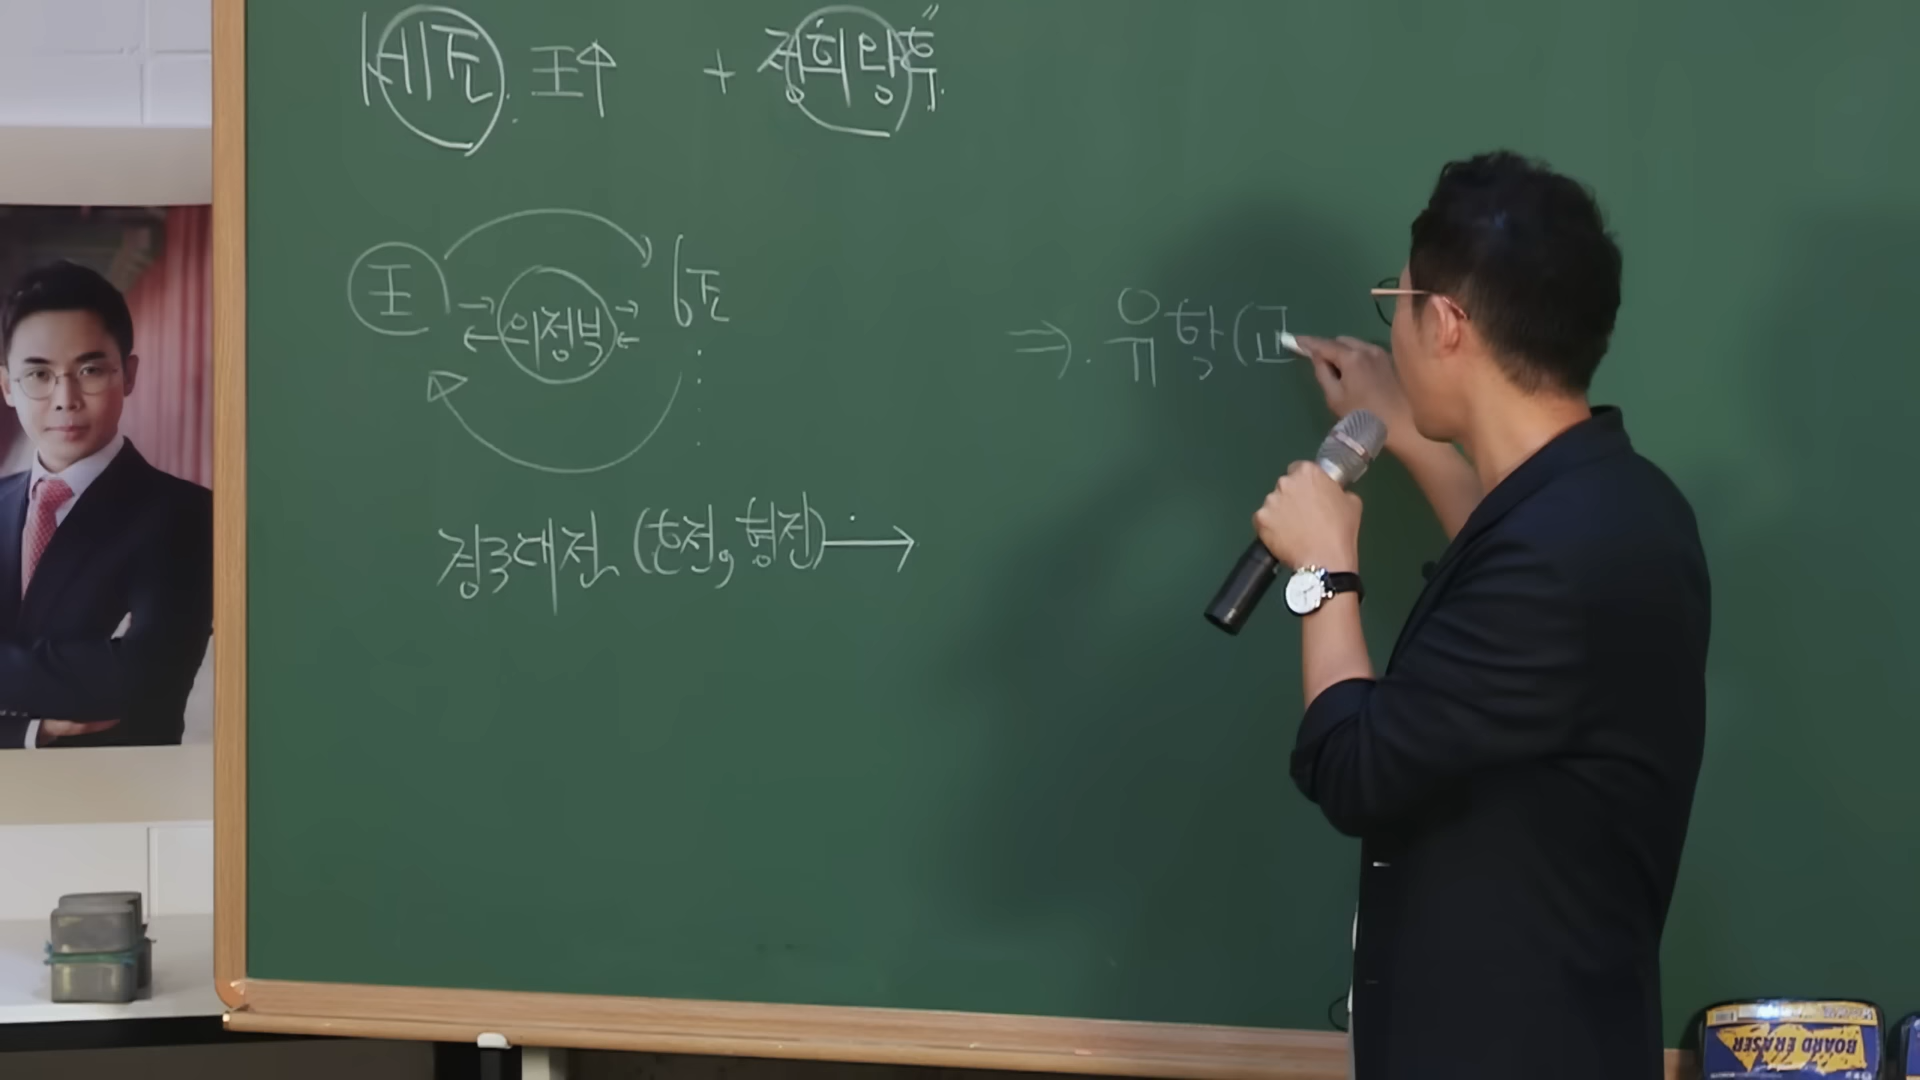 세조. 王↑ + 정희왕후
王 ⇄ 의정부 ⇄ 6조
⇒. 유학(교
경국대전 (호전, 형전) →
BOARD ERASER